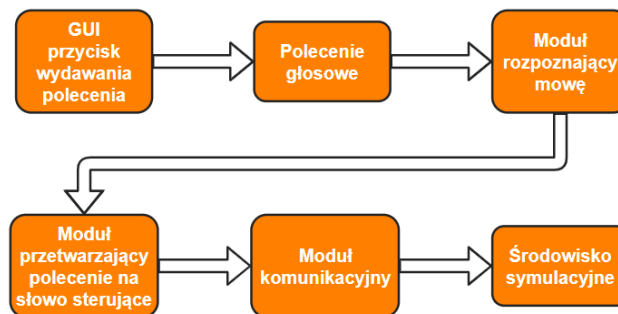 GUI
przycisk
wydawania
polecenia
Polecenie
głosowe
Moduł
rozpoznający
mowę
Moduł
przetwarzający
polecenie na
słowo sterujące
Moduł
komunikacyjny
Środowisko
symulacyjne